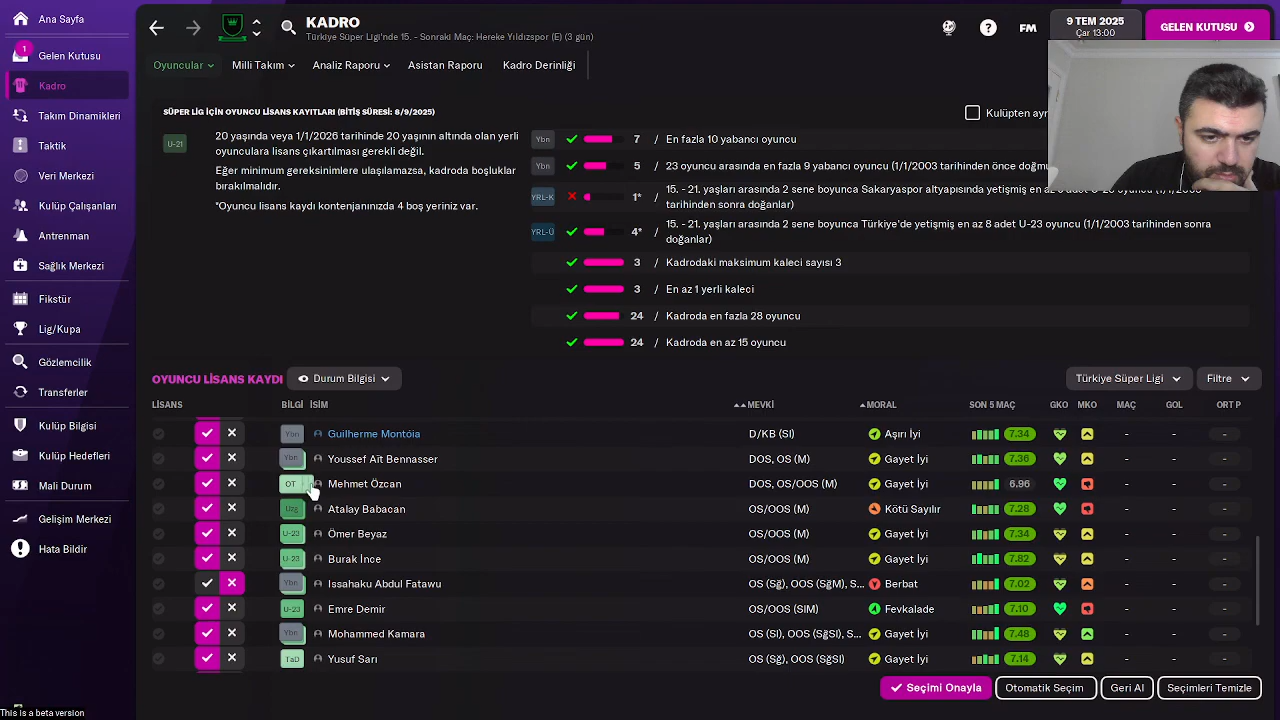 Ana Sayfa
1
Gelen Kutusu
Kadro
Takım Dinamikleri
Taktik
Veri Merkezi
Kulüp Çalışanları
Antrenman
Sağlık Merkezi
Fikstür
Lig/Kupa
Gözlemcilik
Transferler
Kulüp Bilgisi
Kulüp Hedefleri
Mali Durum
Gelişim Merkezi
Hata Bildir
This is a beta version
KADRO
Türkiye Süper Ligi'nde 15. - Sonraki Maç: Hereke Yıldızspor (E) (3 gün)
? FM
9 TEM 2025
Çar 13:00
GELEN KUTUSU
Oyuncular Milli Takım Analiz Raporu Asistan Raporu Kadro Derinliği
SÜPER LİG İÇİN OYUNCU LİSANS KAYITLARI (BİTİŞ SÜRESİ: 8/9/2025)
Kulüpten ayr
U-21
20 yaşında veya 1/1/2026 tarihinde 20 yaşının altında olan yerli
oyunculara lisans çıkartılması gerekli değil.
Eğer minimum gereksinimlere ulaşılamazsa, kadroda boşluklar
bırakılmalıdır.
*Oyuncu lisans kaydı kontenjanınızda 4 boş yeriniz var.
Ybn 7 / En fazla 10 yabancı oyuncu
Ybn 5 / 23 oyuncu arasında en fazla 9 yabancı oyuncu (1/1/2003 tarihinden önce doğmu
YRL-K 1* / 15. - 21. yaşları arasında 2 sene boyunca Sakaryaspor altyapısında yetişmiş en
tarihinden sonra doğanlar)
YRL-Ü 4* / 15. - 21. yaşları arasında 2 sene boyunca Türkiye'de yetişmiş en az 8 adet U-23 oyuncu (1/1/2003 tarihinden sonra
doğanlar)
3 / Kadrodaki maksimum kaleci sayısı 3
3 / En az 1 yerli kaleci
24 / Kadroda en fazla 28 oyuncu
24 / Kadroda en az 15 oyuncu
OYUNCU LİSANS KAYDI Durum Bilgisi Türkiye Süper Ligi Filtre
LİSANS BİLGİ İSİM MEVKİ MORAL SON 5 MAÇ GKO MKO MAÇ GOL ORT P
Ybn Guilherme Montóia D/KB (Sl) Aşırı İyi 7.34 - - -
Ybn Youssef Aït Bennasser DOS, OS (M) Gayet İyi 7.36 - - -
OT Mehmet Özcan DOS, OS/OOS (M) Gayet İyi 6.96 - - -
Uzg Atalay Babacan OS/OOS (M) Kötü Sayılır 7.28 - - -
U-23 Ömer Beyaz OS/OOS (M) Gayet İyi 7.34 - - -
U-23 Burak İnce OS/OOS (M) Gayet İyi 7.82 - - -
Ybn Issahaku Abdul Fatawu OS (Sğ), OOS (SğM), S... Berbat 7.02 - - -
U-23 Emre Demir OS/OOS (SlM) Fevkalade 7.10 - - -
Ybn Mohammed Kamara OS (Sl), OOS (SğSl), S... Gayet İyi 7.48 - - -
TaD Yusuf Sarı OS (Sğ), OOS (SğSl) Gayet İyi 7.14 - - -
Seçimi Onayla Otomatik Seçim Geri Al Seçimleri Temizle